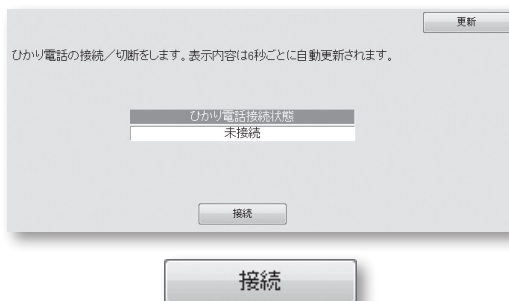 更新
ひかり電話の接続／切断をします。表示内容は6秒ごとに自動更新されます。
ひかり電話接続状態
未接続
接続
接続